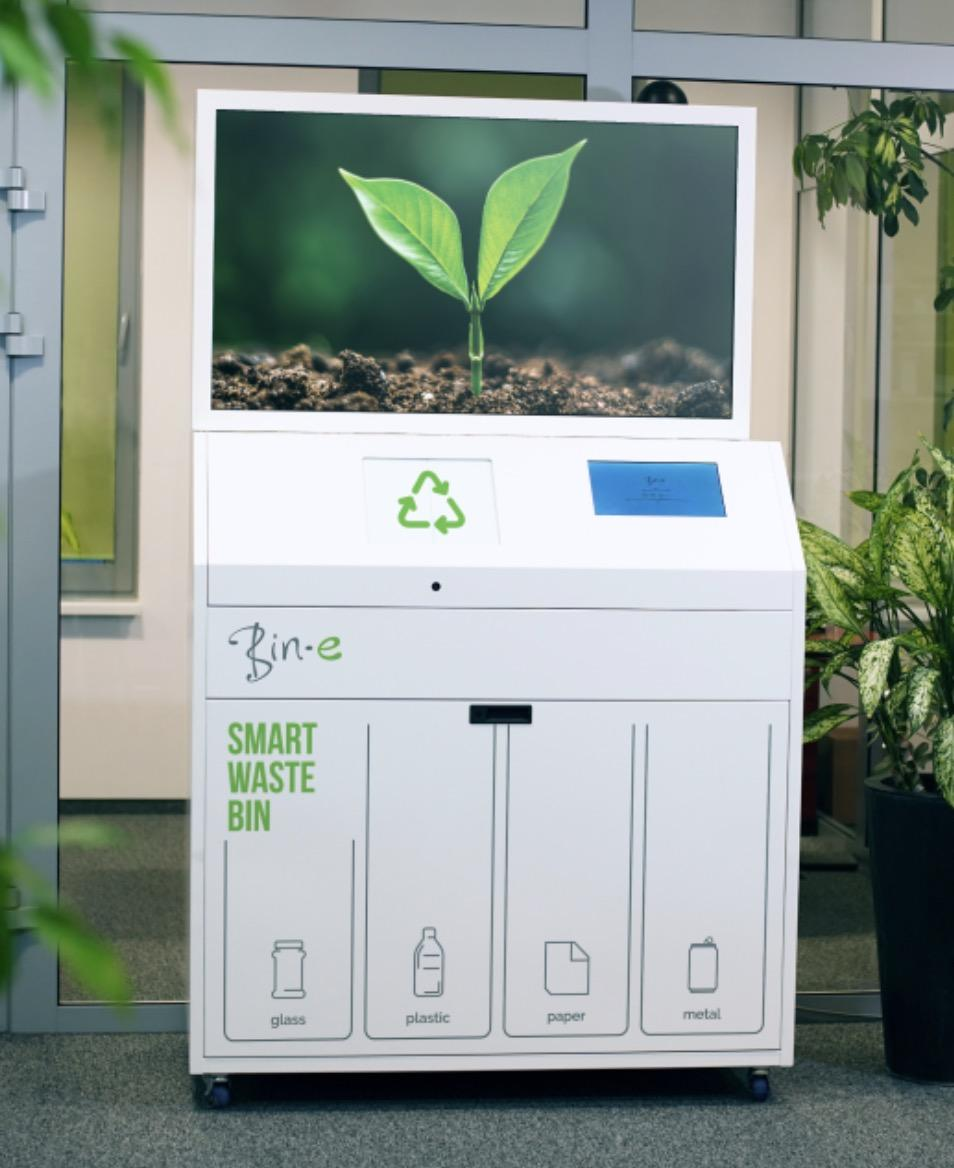 Bin-e
SMART
WASTE
BIN
glass
plastic
paper
metal